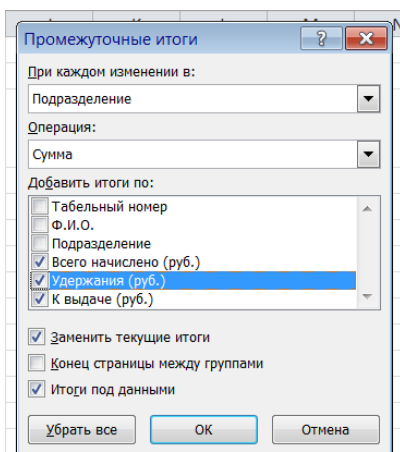 Промежуточные итоги
При каждом изменении в:
Подразделение
Операция:
Сумма
Добавить итоги по:
Табельный номер
Ф.И.О.
Подразделение
Всего начислено (руб.)
Удержания (руб.)
К выдаче (руб.)
Заменить текущие итоги
Конец страницы между группами
Итоги под данными
Убрать все ОК Отмена